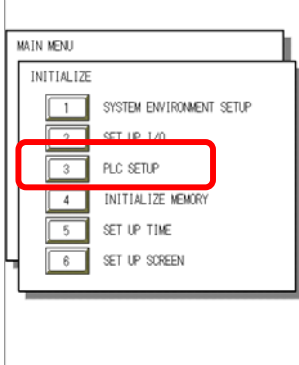 MAIN MENU
INITIALIZE
1 SYSTEM ENVIRONMENT SETUP
2 SET UP I/O
3 PLC SETUP
4 INITIALIZE MEMORY
5 SET UP TIME
6 SET UP SCREEN